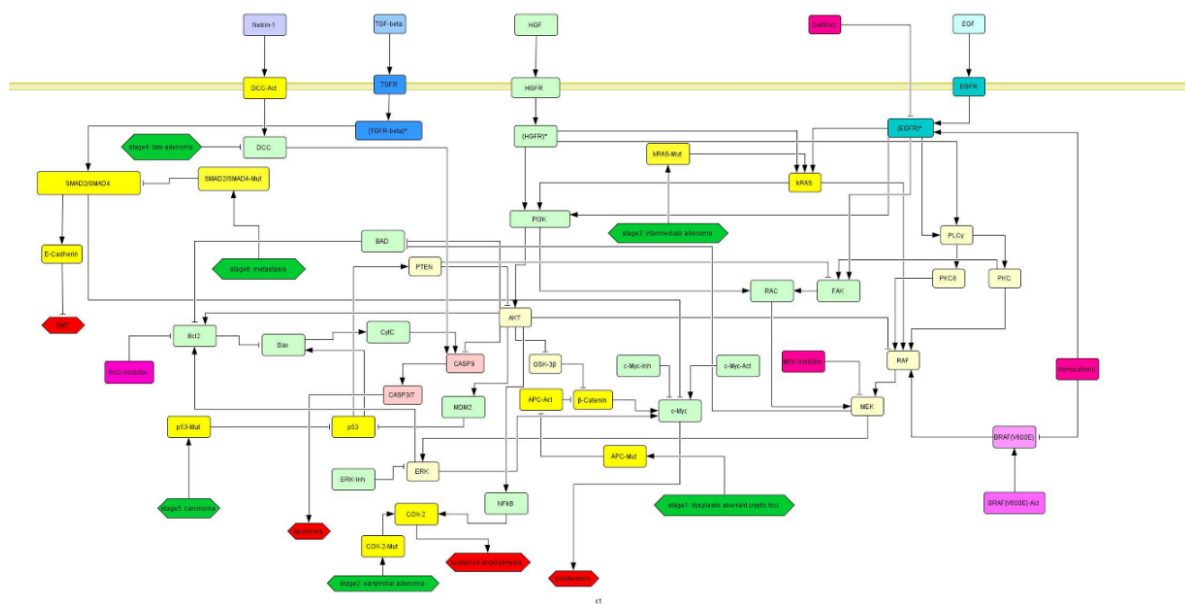 Netrin-1
TGF-beta
HGF
Gefitinib
EGF
DCC-Act
TGFR
HGFR
EGFR
(TGFR-beta)*
(HGFR)*
(EGFR)*
stage4: late adenoma
DCC
kRAS-Mut
kRAS
SMAD2/SMAD4
SMAD2/SMAD4-Mut
PI3K
stage3: intermediate adenoma
PLCγ
E-Cadherin
stage6: metastasis
BAD
PTEN
RAC
FAK
PKCδ
PKC
EMT
Bcl2
Bax
CytC
AKT
RAF
Bcl2-Inhibitor
CASP9
GSK-3β
c-Myc-Inh
c-Myc-Act
MEK-Inhibitor
Vemurafenib
CASP3/7
MDM2
APC-Act
β-Catenin
c-Myc
MEK
p53-Mut
p53
APC-Mut
BRAF(V600E)
ERK-Inh
ERK
stage5: carcinoma
NFkB
stage1: dysplastic aberrant cryptic foci
BRAF(V600E)-Act
COX-2
apoptosis
COX-2-Mut
sustained angiogenesis
proliferation
stage2: early/initial adenoma
c1